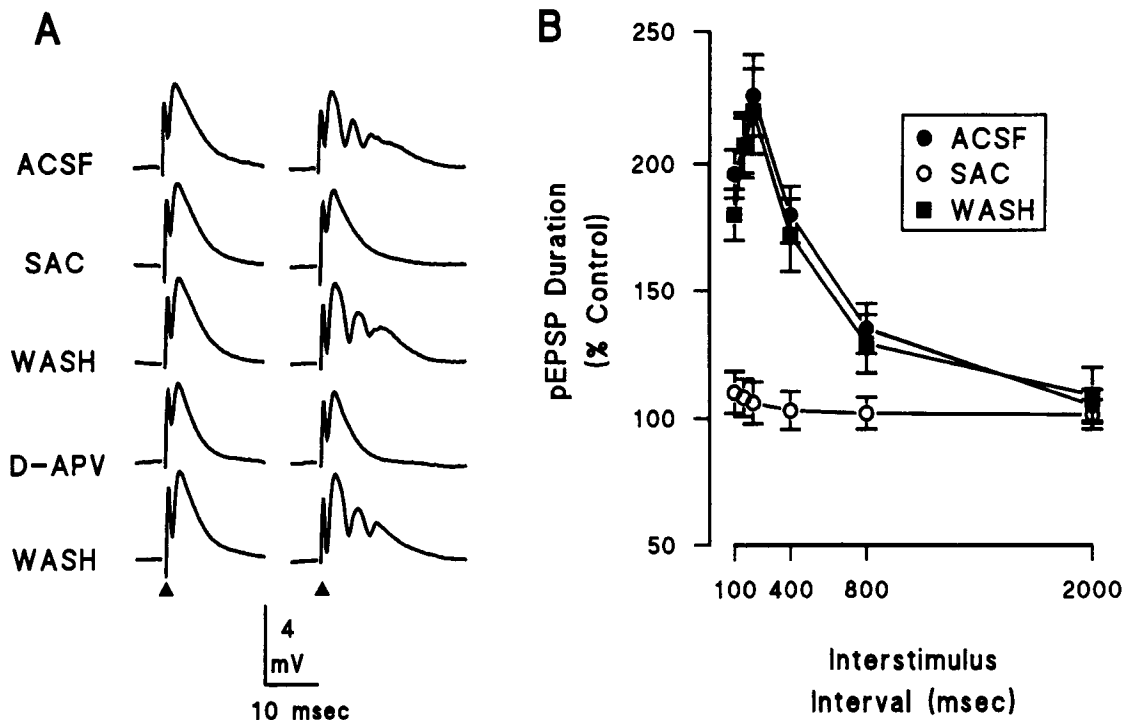 A
ACSF
SAC
WASH
D-APV
WASH
4
mV
10 msec
B
pEPSP Duration
(% Control)
250
200
150
100
50
ACSF
SAC
WASH
100 400 800 2000
Interstimulus
Interval (msec)